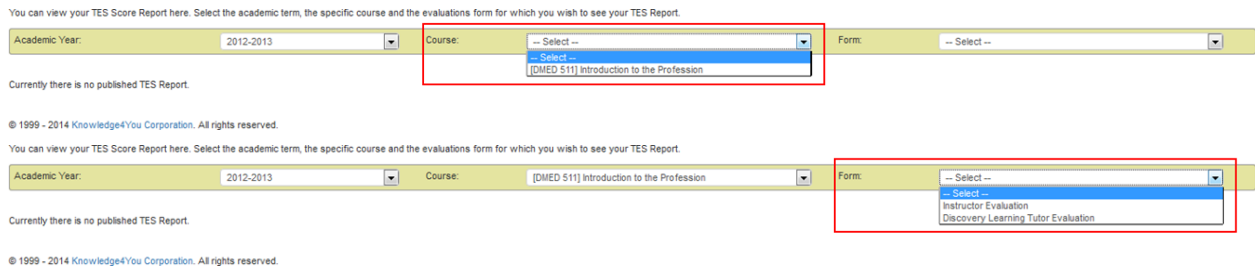 You can view your TES Score Report here. Select the academic term, the specific course and the evaluations form for which you wish to see your TES Report.
Academic Year: 2012-2013 Course: -- Select -- Form: -- Select --
-- Select --
[DMED 511] Introduction to the Profession
Currently there is no published TES Report.
© 1999 - 2014 Knowledge4You Corporation. All rights reserved.
You can view your TES Score Report here. Select the academic term, the specific course and the evaluations form for which you wish to see your TES Report.
Academic Year: 2012-2013 Course: [DMED 511] Introduction to the Profession Form: -- Select --
-- Select --
Instructor Evaluation
Discovery Learning Tutor Evaluation
Currently there is no published TES Report.
© 1999 - 2014 Knowledge4You Corporation. All rights reserved.